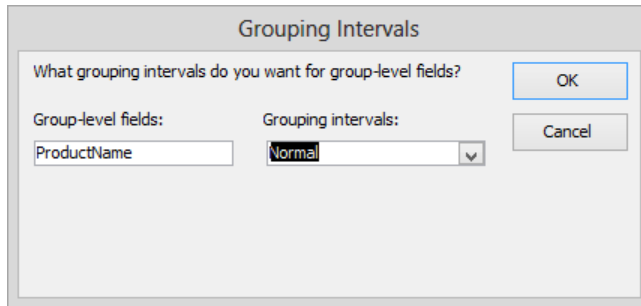 Grouping Intervals
What grouping intervals do you want for group-level fields?
OK
Group-level fields:
Grouping intervals:
Cancel
ProductName
Normal